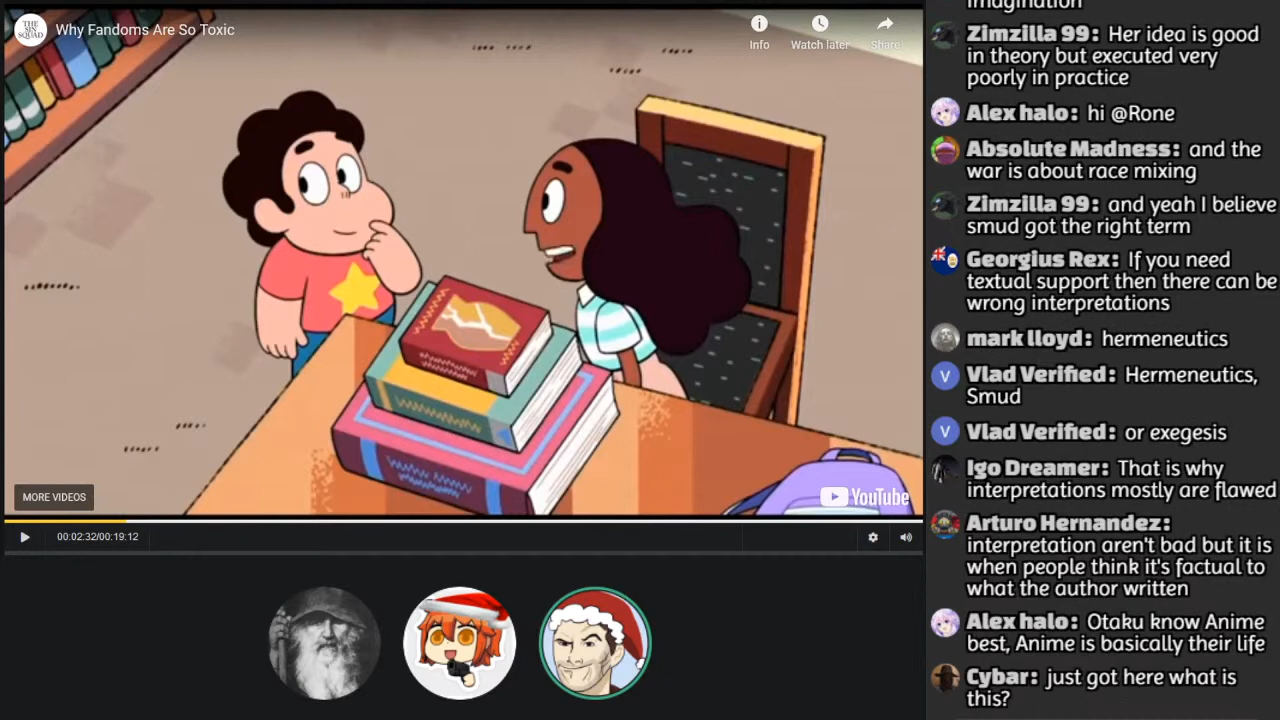 THE
SIN
SQUAD
Why Fandoms Are So Toxic
Info
Watch later
Share
MORE VIDEOS
YouTube
00:02:32/00:19:12
imagination
Zimzilla 99: Her idea is good
in theory but executed very
poorly in practice
Alex halo: hi @Rone
Absolute Madness: and the
war is about race mixing
Zimzilla 99: and yeah I believe
smud got the right term
Georgius Rex: If you need
textual support then there can be
wrong interpretations
mark lloyd: hermeneutics
V
Vlad Verified: Hermeneutics,
Smud
V
Vlad Verified: or exegesis
Igo Dreamer: That is why
interpretations mostly are flawed
Arturo Hernandez:
interpretation aren't bad but it is
when people think it's factual to
what the author written
Alex halo: Otaku know Anime
best, Anime is basically their life
Cybar: just got here what is
this?